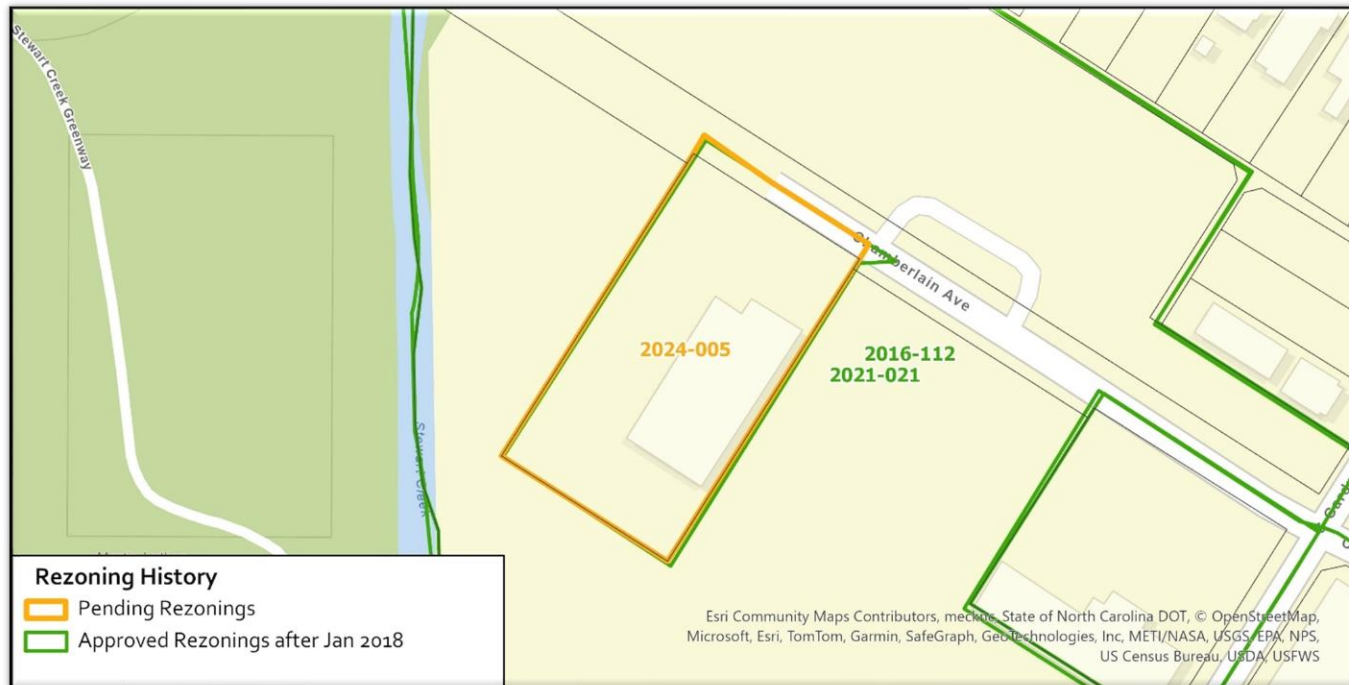 Stewart Creek Greenway
Chamberlain Ave
2024-005
2016-112
2021-021
Stewart Creek
Rezoning History
Pending Rezonings
Approved Rezonings after Jan 2018
Esri Community Maps Contributors, State of North Carolina DOT, © OpenStreetMap,
Microsoft, Esri, TomTom, Garmin, SafeGraph, GeoTechnologies, Inc, METI/NASA, USGS, EPA, NPS,
US Census Bureau, USDA, USFWS